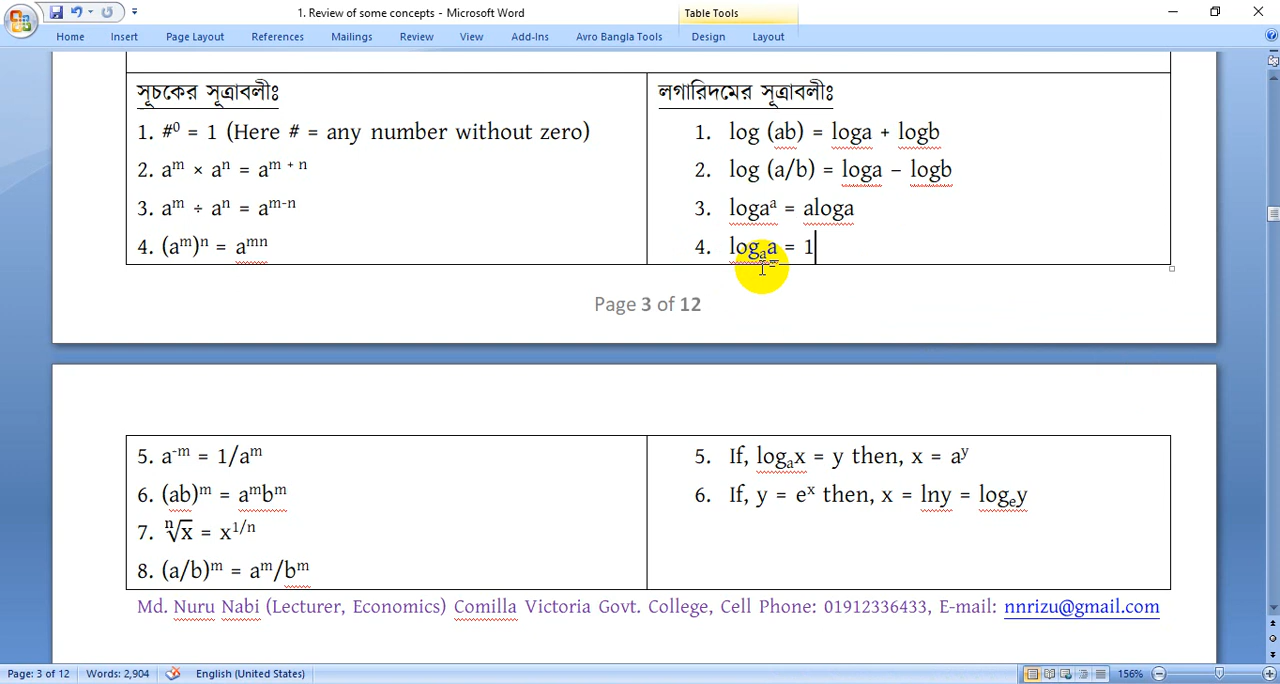 1. Review of some concepts - Microsoft Word
Table Tools
Home Insert Page Layout References Mailings Review View Add-Ins Avro Bangla Tools Design Layout
সূচকের সূত্রাবলীঃ
1. #⁰ = 1 (Here # = any number without zero)
2. aᵐ × aⁿ = aᵐ ⁺ ⁿ
3. aᵐ ÷ aⁿ = aᵐ⁻ⁿ
4. (aᵐ)ⁿ = aᵐⁿ
লগারিদমের সূত্রাবলীঃ
1. log (ab) = loga + logb
2. log (a/b) = loga – logb
3. logaᵃ = aloga
4. logₐa = 1
Page 3 of 12
5. a⁻ᵐ = 1/aᵐ
6. (ab)ᵐ = aᵐbᵐ
7. ⁿ√x = x¹/ⁿ
8. (a/b)ᵐ = aᵐ/bᵐ
5. If, logₐx = y then, x = aʸ
6. If, y = eˣ then, x = lny = logₑy
Md. Nuru Nabi (Lecturer, Economics) Comilla Victoria Govt. College, Cell Phone: 01912336433, E-mail: nnrizu@gmail.com
Page: 3 of 12 Words: 2,904 English (United States) 156%